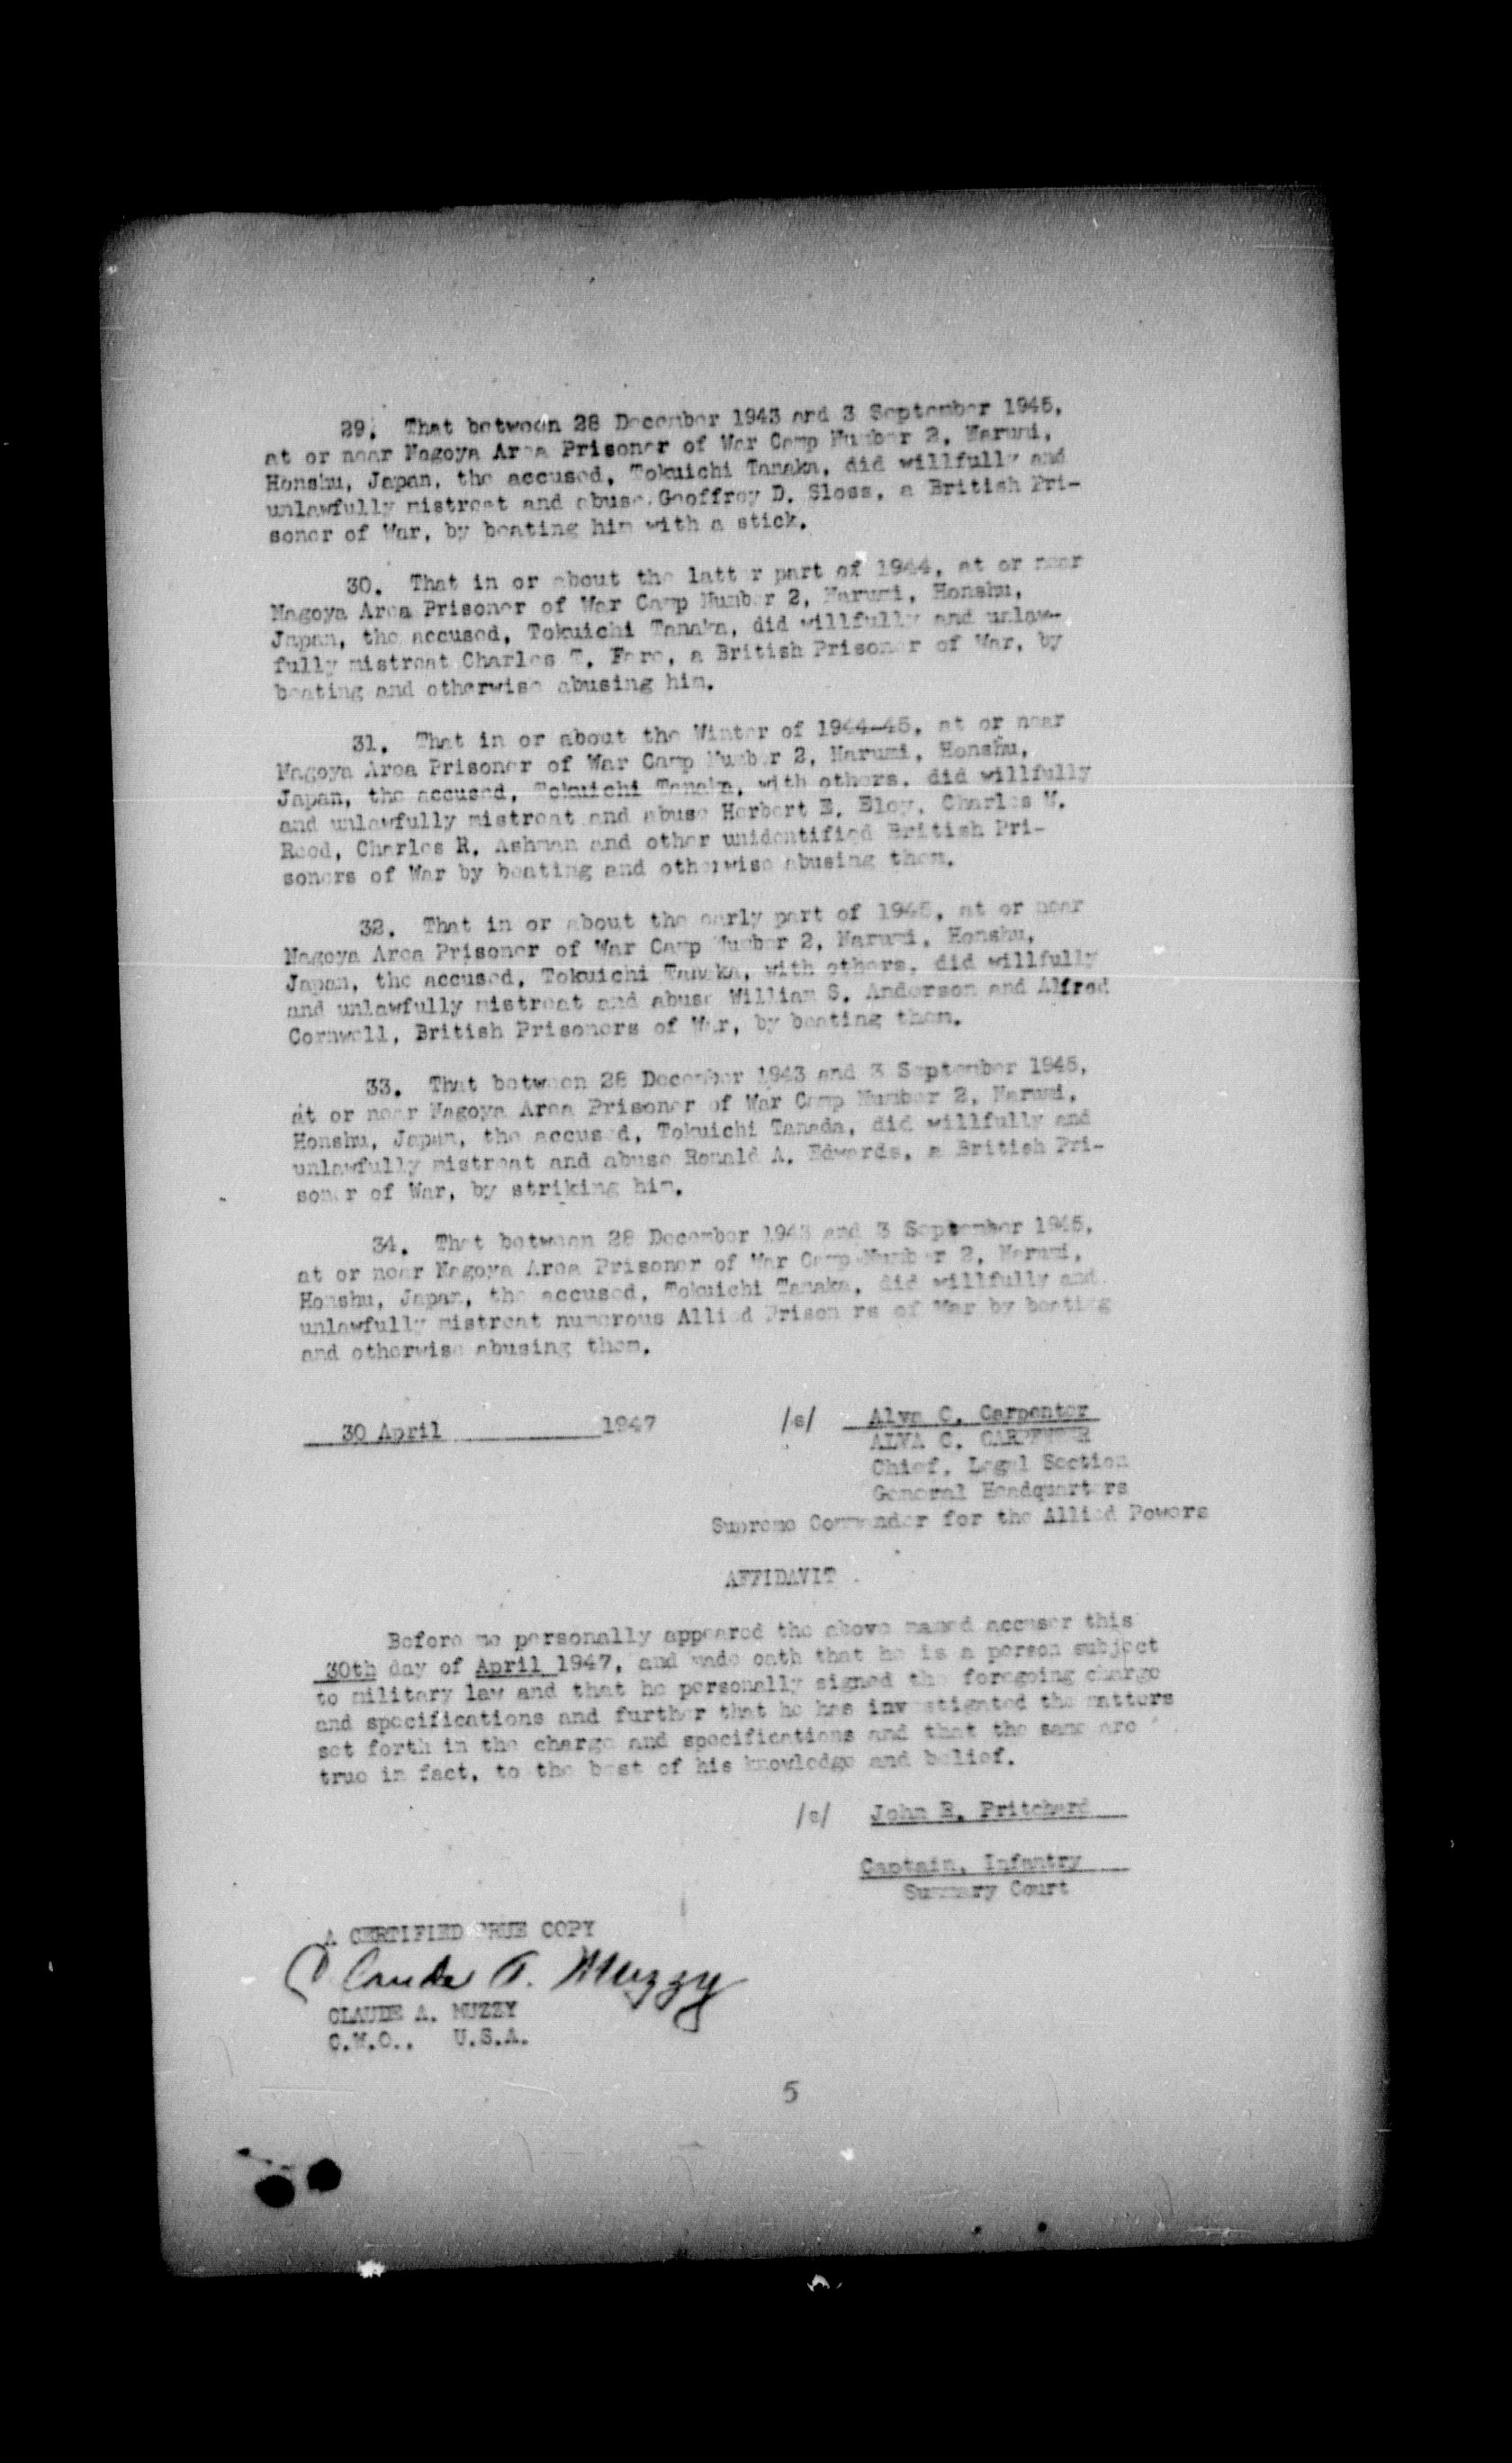 29. That between 28 December 1943 and 3 September 1945,
at or near Nagoya Area Prisoner of War Camp Number 2, Narumi,
Honshu, Japan, the accused, Tokuichi Tanaka, did willfully and
unlawfully mistreat and abuse Geoffrey D. Sloss, a British Pri-
soner of War, by beating him with a stick.
30. That in or about the latter part of 1944, at or near
Nagoya Area Prisoner of War Camp Number 2, Narumi, Honshu,
Japan, the accused, Tokuichi Tanaka, did willfully and unlaw-
fully mistreat Charles T. Fare, a British Prisoner of War, by
beating and otherwise abusing him.
31. That in or about the Winter of 1944-45, at or near
Nagoya Area Prisoner of War Camp Number 2, Narumi, Honshu,
Japan, the accused, Tokuichi Tanaka, with others, did willfully
and unlawfully mistreat and abuse Herbert E. Eloy, Charles W.
Reed, Charles R. Ashman and other unidentified British Pri-
soners of War by beating and otherwise abusing them.
32. That in or about the early part of 1945, at or near
Nagoya Area Prisoner of War Camp Number 2, Narumi, Honshu,
Japan, the accused, Tokuichi Tanaka, with others, did willfully
and unlawfully mistreat and abuse William S. Anderson and Alfred
Cornwell, British Prisoners of War, by beating them.
33. That between 28 December 1943 and 3 September 1945,
at or near Nagoya Area Prisoner of War Camp Number 2, Narumi,
Honshu, Japan, the accused, Tokuichi Tanada, did willfully and
unlawfully mistreat and abuse Ronald A. Edwards, a British Pri-
soner of War, by striking him.
34. That between 28 December 1943 and 3 September 1945,
at or near Nagoya Area Prisoner of War Camp Number 2, Narumi,
Honshu, Japan, the accused, Tokuichi Tanaka, did willfully and
unlawfully mistreat numerous Allied Prisoners of War by beating
and otherwise abusing them.
30 April 1947 /s/ Alva C. Carpenter
ALVA C. CARPENTER
Chief, Legal Section
General Headquarters
Supreme Commander for the Allied Powers
AFFIDAVIT
Before me personally appeared the above named accuser this
30th day of April 1947, and made oath that he is a person subject
to military law and that he personally signed the foregoing charge
and specifications and further that he has investigated the matters
set forth in the charge and specifications and that the same are
true in fact, to the best of his knowledge and belief.
/s/ John R. Pritchard
Captain, Infantry
Summary Court
A CERTIFIED TRUE COPY
Claude A. Muzzy
CLAUDE A. MUZZY
C.W.O., U.S.A.
5